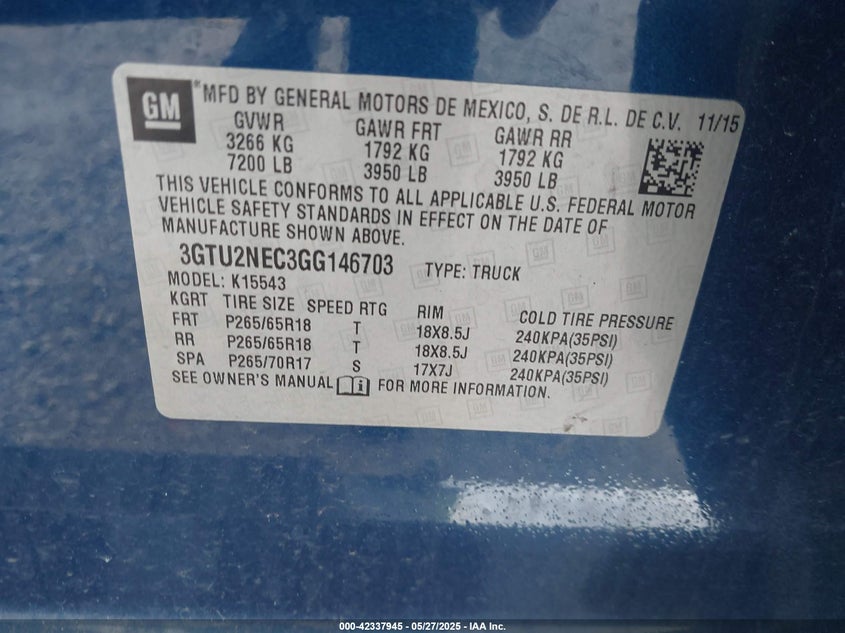 GM
MFD BY GENERAL MOTORS DE MEXICO, S. DE R.L. DE C.V. 11/15
GVWR GAWR FRT GAWR RR
3266 KG 1792 KG 1792 KG
7200 LB 3950 LB 3950 LB
THIS VEHICLE CONFORMS TO ALL APPLICABLE U.S. FEDERAL MOTOR
VEHICLE SAFETY STANDARDS IN EFFECT ON THE DATE OF
MANUFACTURE SHOWN ABOVE.
3GTU2NEC3GG146703 TYPE: TRUCK
MODEL: K15543
KGRT TIRE SIZE SPEED RTG RIM COLD TIRE PRESSURE
FRT P265/65R18 T 18X8.5J 240KPA(35PSI)
RR P265/65R18 T 18X8.5J 240KPA(35PSI)
SPA P265/70R17 S 17X7J 240KPA(35PSI)
SEE OWNER'S MANUAL FOR MORE INFORMATION.
000-42337945 - 05/27/2025 - IAA Inc.